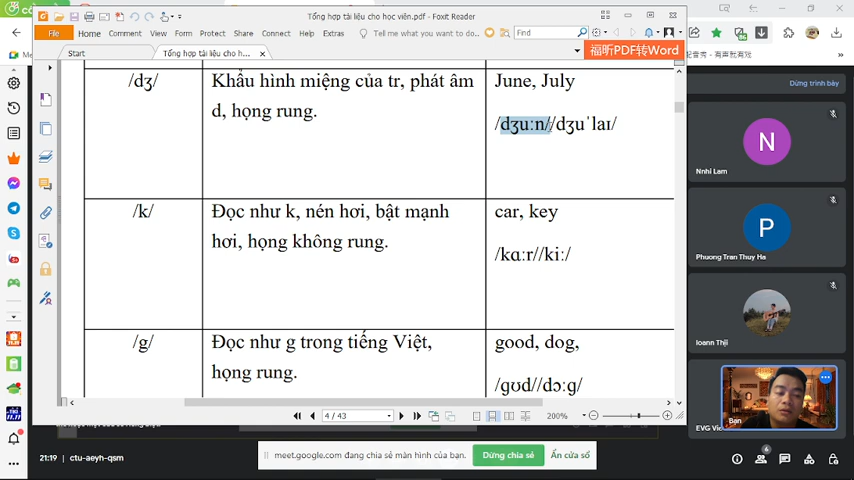 Tổng hợp tài liệu cho học viên.pdf - Foxit Reader
File
Home
Comment
View
Form
Protect
Share
Connect
Help
Extras
Tell me what you want to do...
Find
Start
Tổng hợp tài liệu cho h...
福昕PDF转Word
/dʒ/
Khẩu hình miệng của tr, phát âm
d, họng rung.
June, July
/dʒuːn//dʒuˈlaɪ/
/k/
Đọc như k, nén hơi, bật mạnh
hơi, họng không rung.
car, key
/kɑːr//kiː/
/g/
Đọc như g trong tiếng Việt,
họng rung.
good, dog,
/ɡʊd//dɔːɡ/
4 / 43
200%
Dừng trình bày
N
Nnhi Lam
P
Phuong Tran Thuy Ha
Ioann Thịi
Bạn
21:19
ctu-aeyh-qsm
meet.google.com đang chia sẻ màn hình của bạn.
Dừng chia sẻ
Ẩn cửa sổ
6